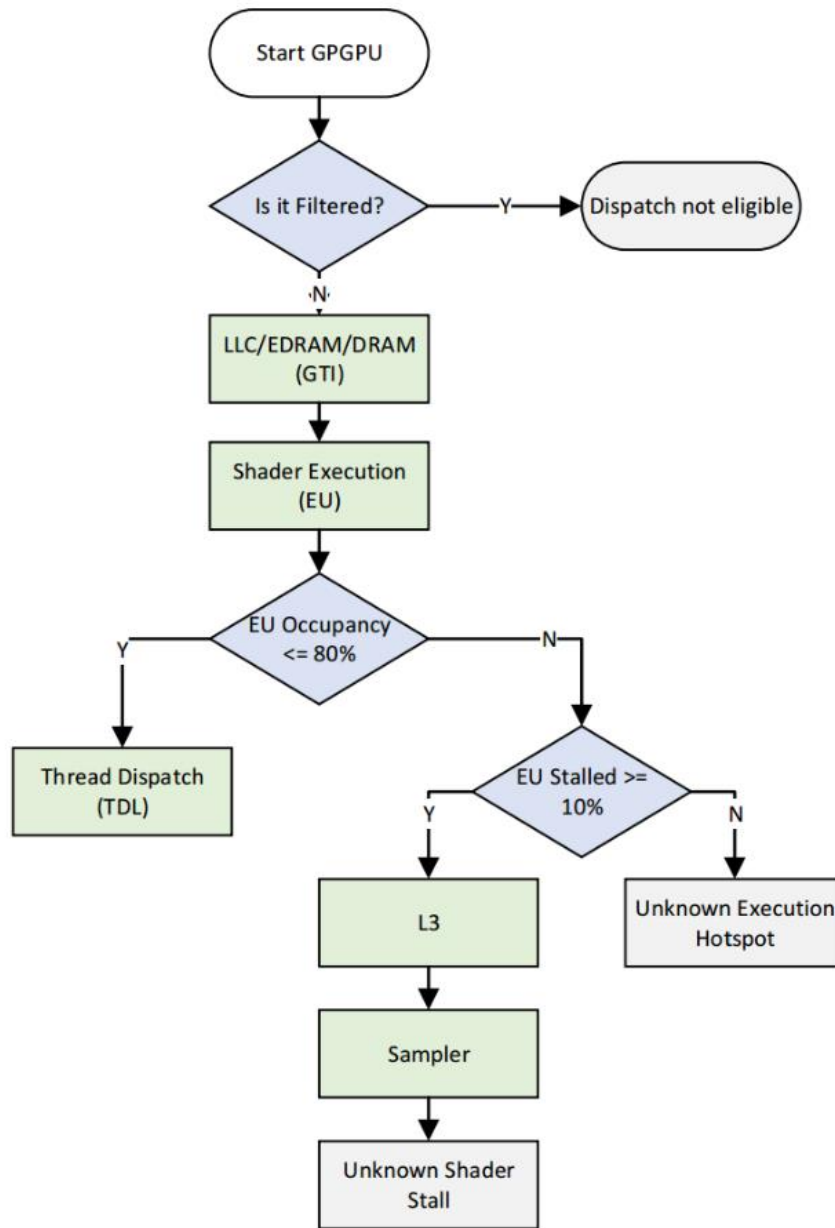 Start GPGPU
Is it Filtered?
Y
Dispatch not eligible
N
LLC/EDRAM/DRAM
(GTI)
Shader Execution
(EU)
EU Occupancy
<= 80%
Y
N
Thread Dispatch
(TDL)
EU Stalled >=
10%
Y
N
L3
Unknown Execution
Hotspot
Sampler
Unknown Shader
Stall